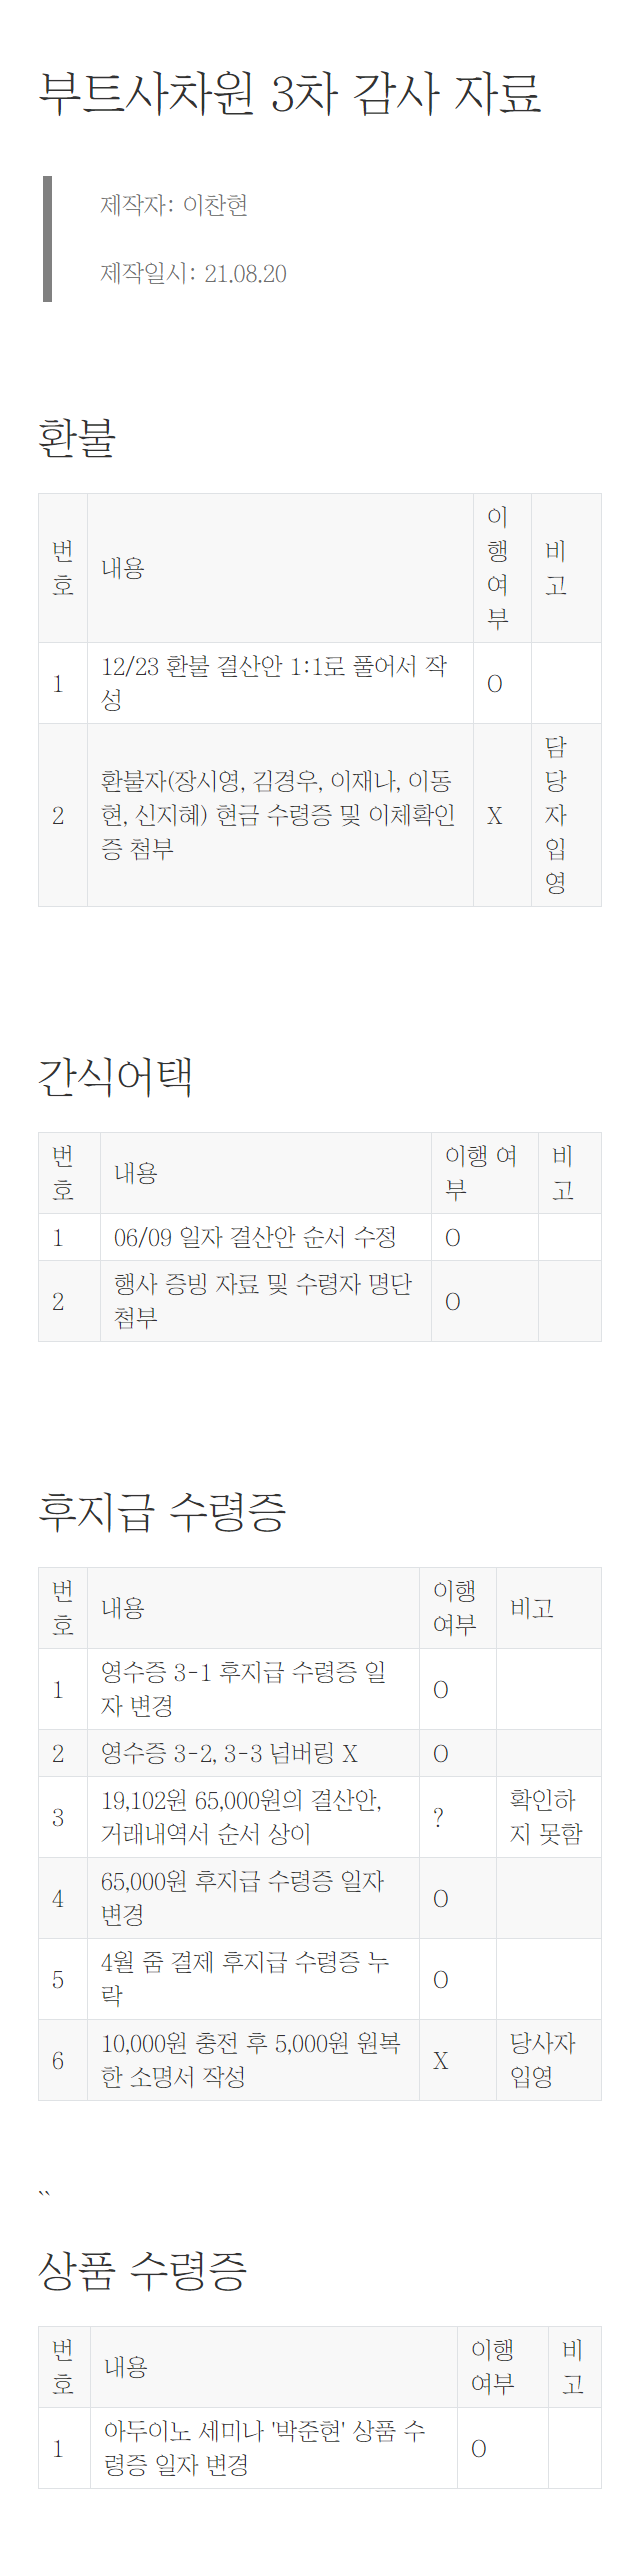 부트사차원 3차 감사 자료
제작자: 이찬현
제작일시: 21.08.20
환불
번
호
내용
이
행
여
부
비
고
1
12/23 환불 결산안 1:1로 풀어서 작
성
O
2
환불자(장시영, 김경우, 이재나, 이동
현, 신지혜) 현금 수령증 및 이체확인
증 첨부
X
담
당
자
입
영
간식어택
번
호
내용
이행 여
부
비
고
1
06/09 일자 결산안 순서 수정
O
2
행사 증빙 자료 및 수령자 명단
첨부
O
후지급 수령증
번
호
내용
이행
여부
비고
1
영수증 3-1 후지급 수령증 일
자 변경
O
2
영수증 3-2, 3-3 넘버링 X
O
3
19,102원 65,000원의 결산안,
거래내역서 순서 상이
?
확인하
지 못함
4
65,000원 후지급 수령증 일자
변경
O
5
4월 줌 결제 후지급 수령증 누
락
O
6
10,000원 충전 후 5,000원 원복
한 소명서 작성
X
당사자
입영
``
상품 수령증
번
호
내용
이행
여부
비
고
1
아두이노 세미나 '박준현' 상품 수
령증 일자 변경
O